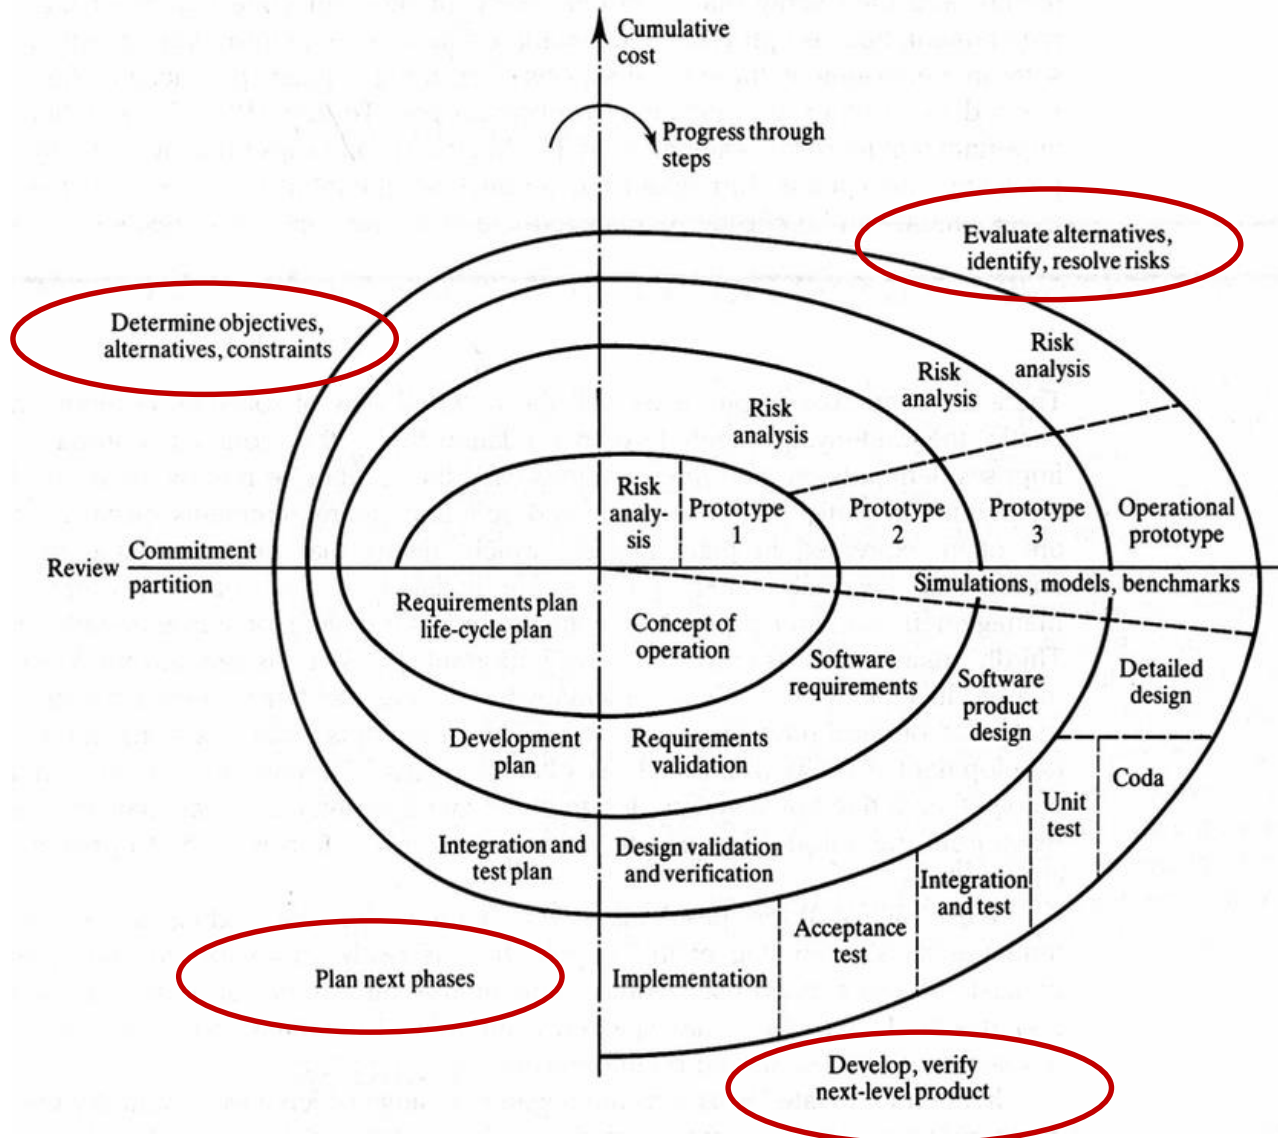 Cumulative
cost
Progress through
steps
Evaluate alternatives,
identify, resolve risks
Determine objectives,
alternatives, constraints
Risk
analysis
Risk
analysis
Risk
analysis
Risk
analy-
sis
Prototype
1
Prototype
2
Prototype
3
Operational
prototype
Review
Commitment
partition
Simulations, models, benchmarks
Requirements plan
life-cycle plan
Concept of
operation
Software
requirements
Software
product
design
Detailed
design
Development
plan
Requirements
validation
Coda
Unit
test
Integration and
test plan
Design validation
and verification
Integration
and test
Acceptance
test
Plan next phases
Implementation
Develop, verify
next-level product